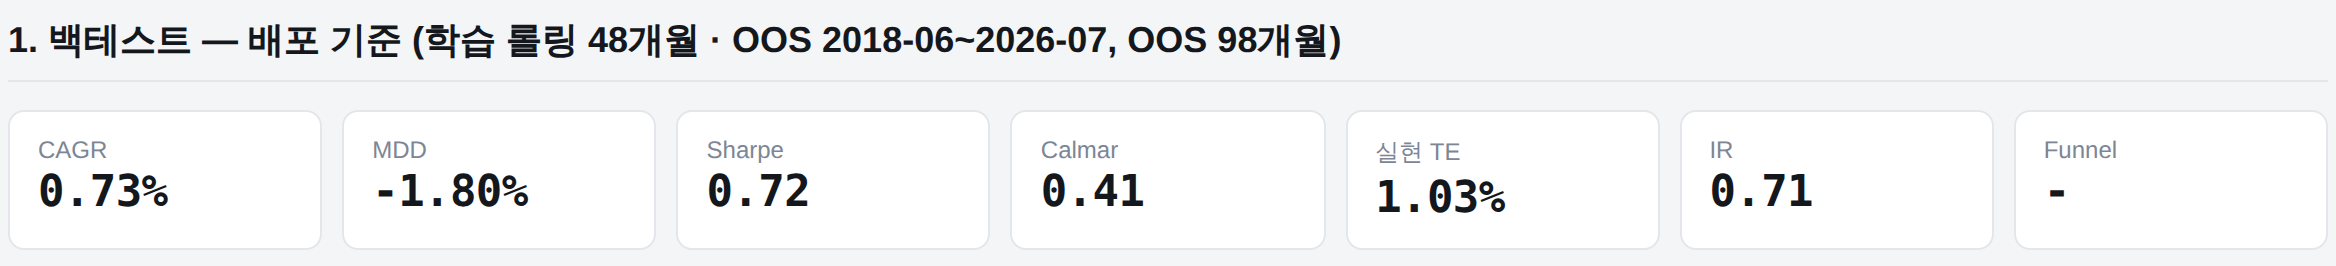 1. 백테스트 — 배포 기준 (학습 롤링 48개월 · OOS 2018-06~2026-07, OOS 98개월)
CAGR
0.73%
MDD
-1.80%
Sharpe
0.72
Calmar
0.41
실현 TE
1.03%
IR
0.71
Funnel
-